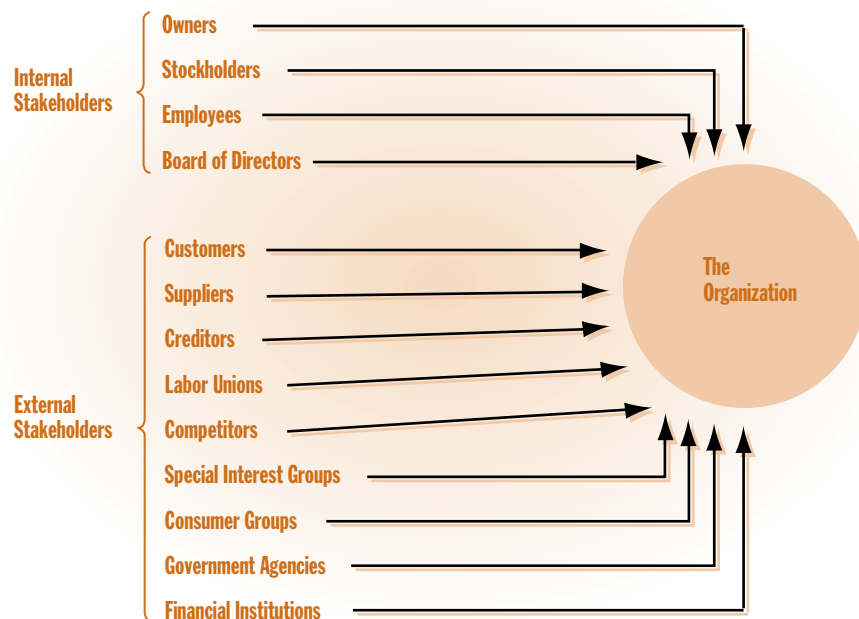 Internal
Stakeholders
Owners
Stockholders
Employees
Board of Directors
External
Stakeholders
Customers
Suppliers
Creditors
Labor Unions
Competitors
Special Interest Groups
Consumer Groups
Government Agencies
Financial Institutions
The
Organization